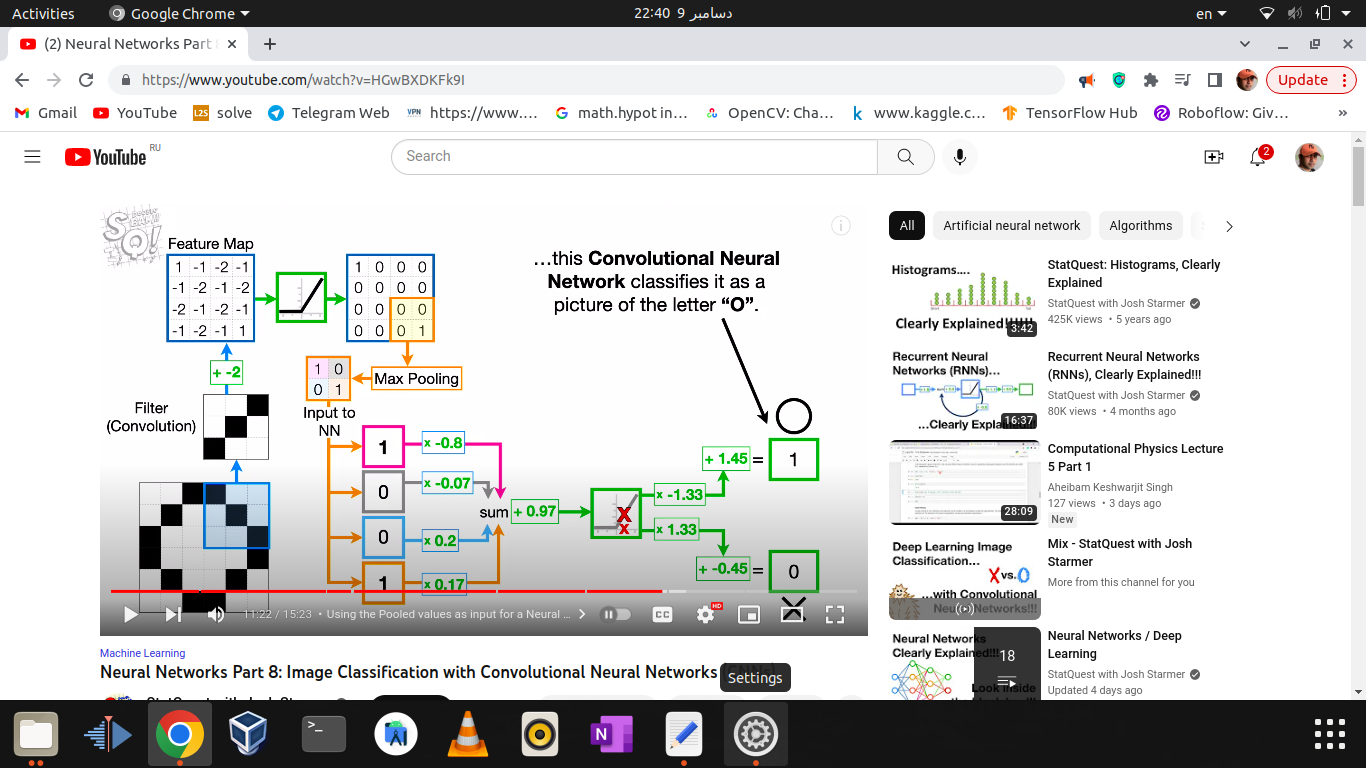 Activities
Google Chrome
9 دسامبر 22:40
en
(2) Neural Networks Part
https://www.youtube.com/watch?v=HGwBXDKFk9I
Update
Gmail
YouTube
L2S solve
Telegram Web
VPN https://www....
math.hypot in...
OpenCV: Cha...
www.kaggle.c...
TensorFlow Hub
Roboflow: Giv...
»
YouTube RU
Search
2
SQ!
Feature Map
1 -1 -2 -1
-1 -2 -1 -2
-2 -1 -2 -1
-1 -2 -1 1
1 0 0 0
0 0 0 0
0 0 0 0
0 0 0 1
...this Convolutional Neural
Network classifies it as a
picture of the letter “O”.
+ -2
1 0
0 1
Max Pooling
Filter
(Convolution)
Input to
NN
1
x -0.8
0
x -0.07
0
x 0.2
1
x 0.17
sum
+ 0.97
x -1.33
x 1.33
+ 1.45 = 1
+ -0.45 = 0
11:22 / 15:23 • Using the Pooled values as input for a Neural ...
CC
HD
Machine Learning
Neural Networks Part 8: Image Classification with Convolutional Neural Networks
Settings
All
Artificial neural network
Algorithms
Histograms....
Clearly Explained!!!!!!
3:42
StatQuest: Histograms, Clearly
Explained
StatQuest with Josh Starmer
425K views • 5 years ago
Recurrent Neural
Networks (RNNs)...
...Clearly
16:37
Recurrent Neural Networks
(RNNs), Clearly Explained!!!
StatQuest with Josh Starmer
80K views • 4 months ago
28:09
Computational Physics Lecture
5 Part 1
Aheibam Keshwarjit Singh
127 views • 3 days ago
New
Deep Learning Image
Classification...
X vs. O
...with Convolutional
Neural Networks!!!
Mix - StatQuest with Josh
Starmer
More from this channel for you
Neural Networks
Clearly Explained!!!
Look inside
18
Neural Networks / Deep
Learning
StatQuest with Josh Starmer
Updated 4 days ago